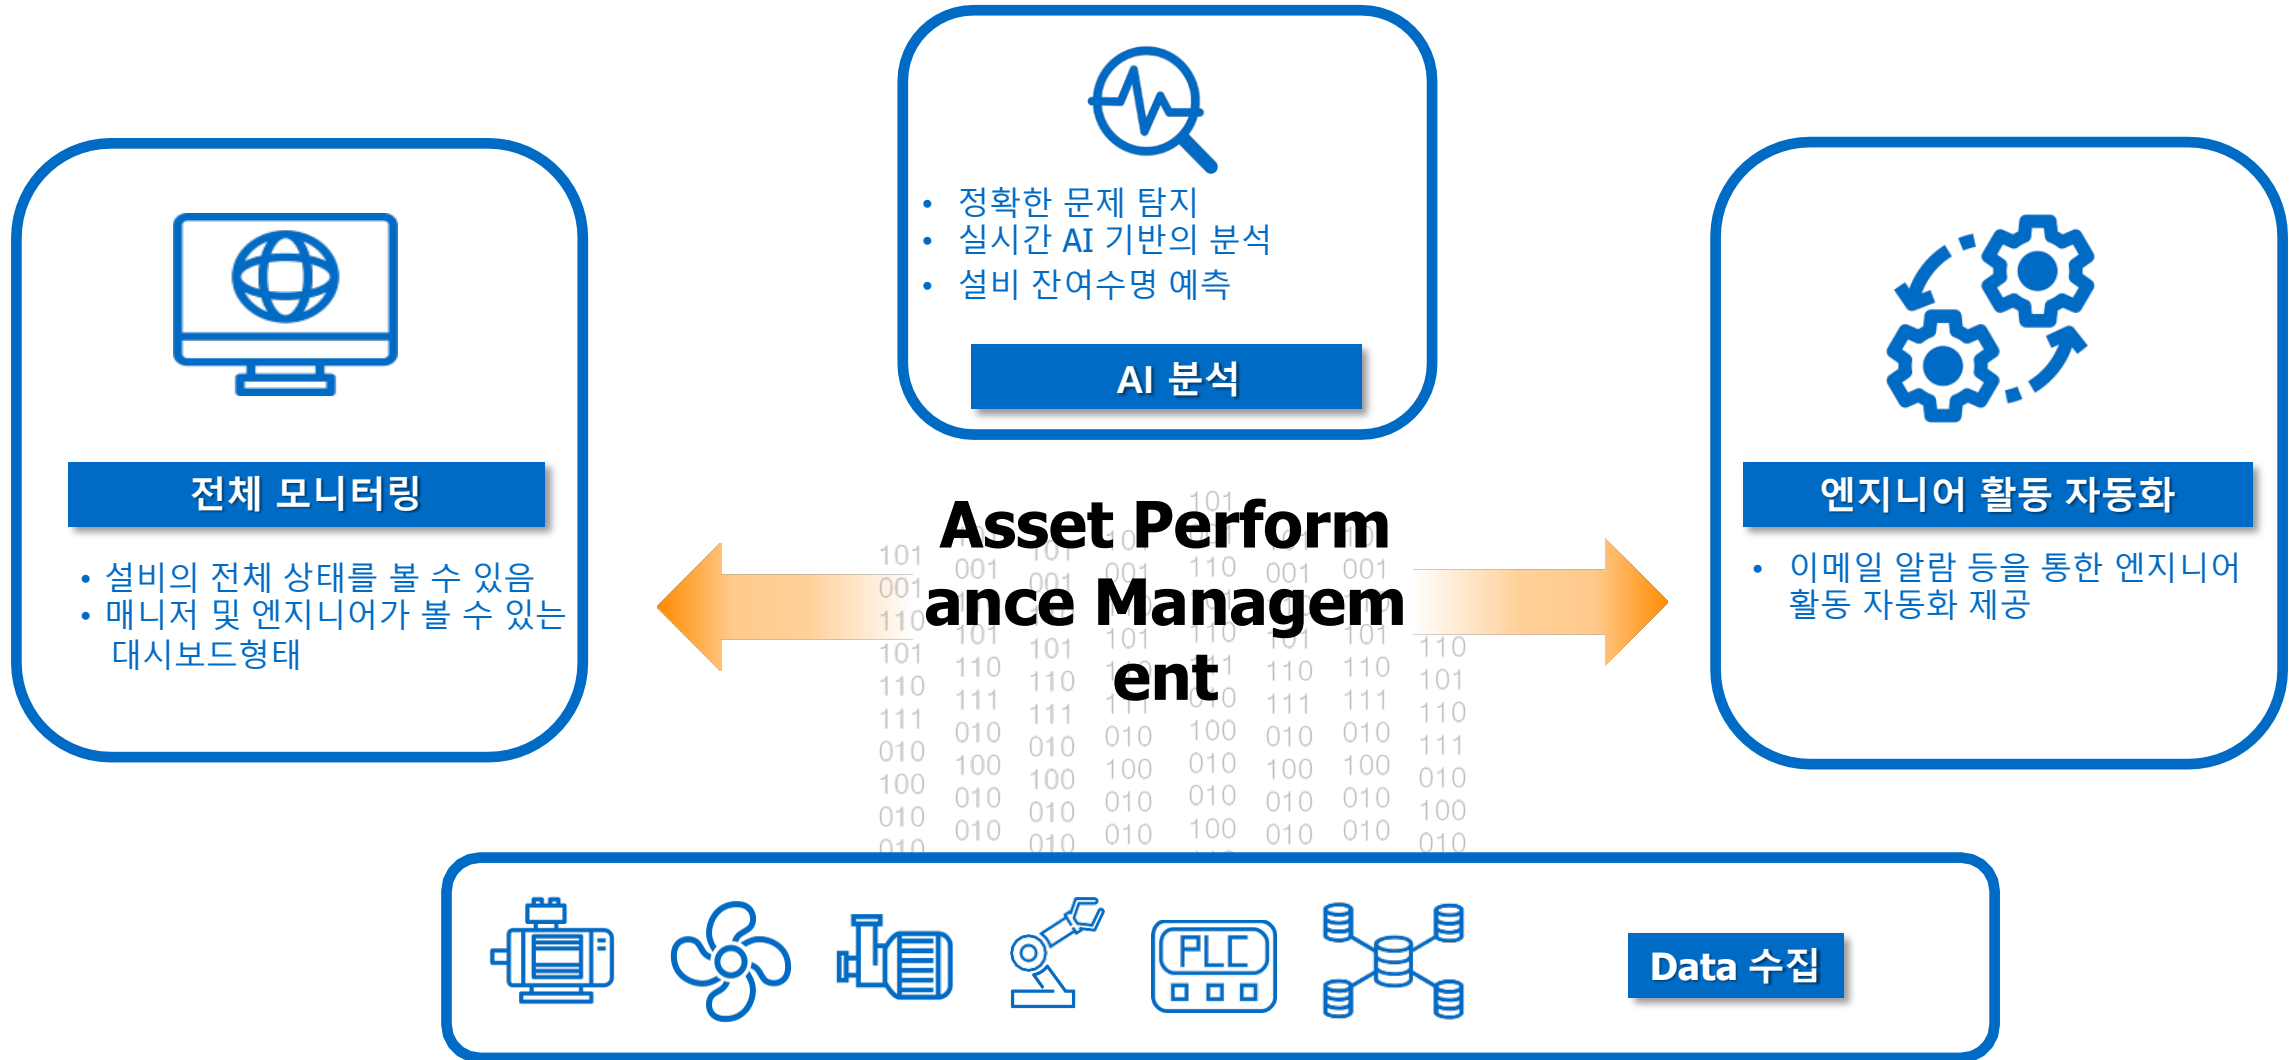 정확한 문제 탐지
실시간 AI 기반의 분석
설비 잔여수명 예측
AI 분석
전체 모니터링
• 설비의 전체 상태를 볼 수 있음
• 매니저 및 엔지니어가 볼 수 있는
대시보드형태
Asset Perform
ance Managem
ent
엔지니어 활동 자동화
• 이메일 알람 등을 통한 엔지니어
활동 자동화 제공
PLC
Data 수집